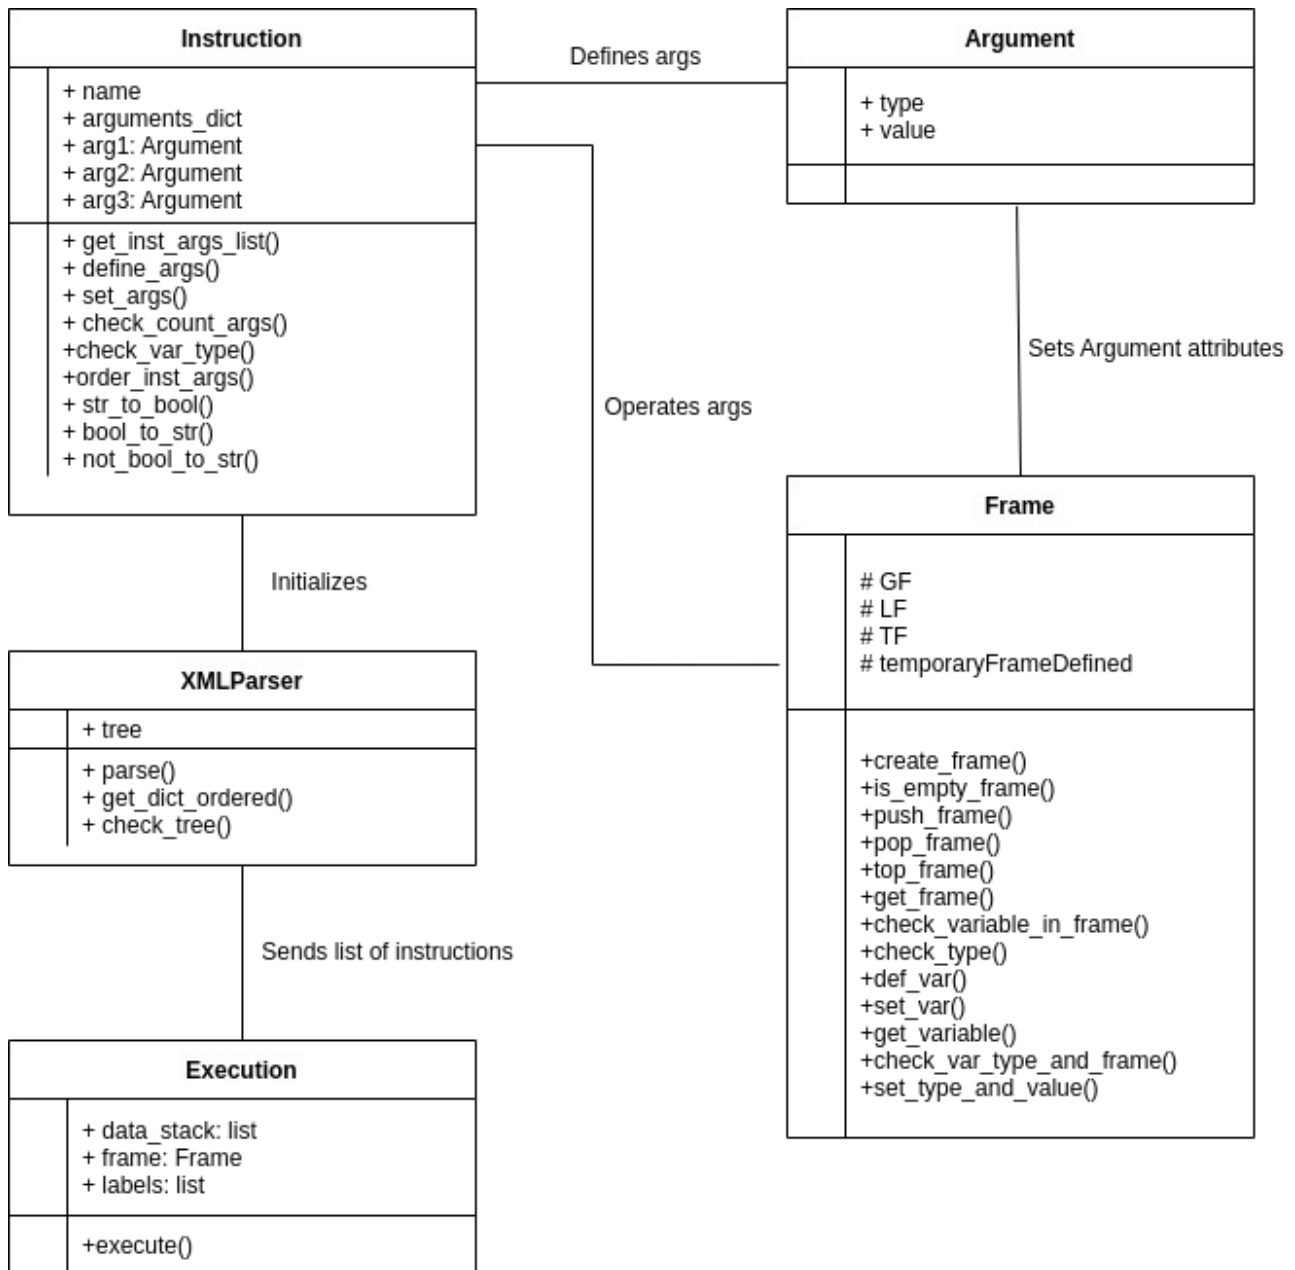 Instruction
+ name
+ arguments_dict
+ arg1: Argument
+ arg2: Argument
+ arg3: Argument
+ get_inst_args_list()
+ define_args()
+ set_args()
+ check_count_args()
+check_var_type()
+order_inst_args()
+ str_to_bool()
+ bool_to_str()
+ not_bool_to_str()
Defines args
Argument
+ type
+ value
Operates args
Sets Argument attributes
Initializes
Frame
# GF
# LF
# TF
# temporaryFrameDefined
+create_frame()
+is_empty_frame()
+push_frame()
+pop_frame()
+top_frame()
+get_frame()
+check_variable_in_frame()
+check_type()
+def_var()
+set_var()
+get_variable()
+check_var_type_and_frame()
+set_type_and_value()
XMLParser
+ tree
+ parse()
+ get_dict_ordered()
+ check_tree()
Sends list of instructions
Execution
+ data_stack: list
+ frame: Frame
+ labels: list
+execute()